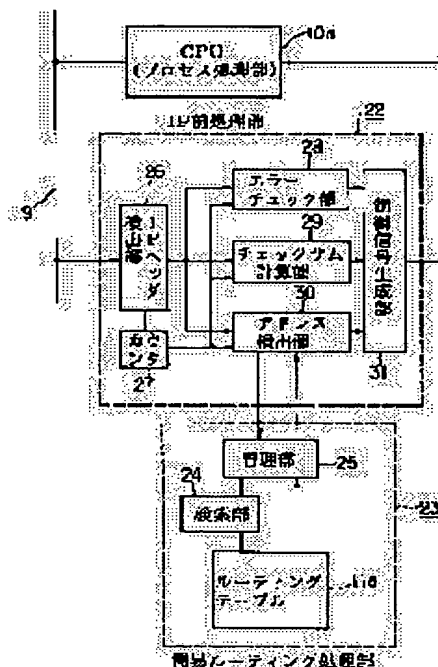 CPU
(プロセス処理部)
10a
IP前処理部
22
28
エラー
チェック部
26
IPヘッダ
検出部
9
29
チェックサム
計算部
30
アドレス
検出部
制御信号生成部
31
カウンタ
27
管理部
25
24
検索部
23
ルーティング
テーブル
簡易ルーティング処理部